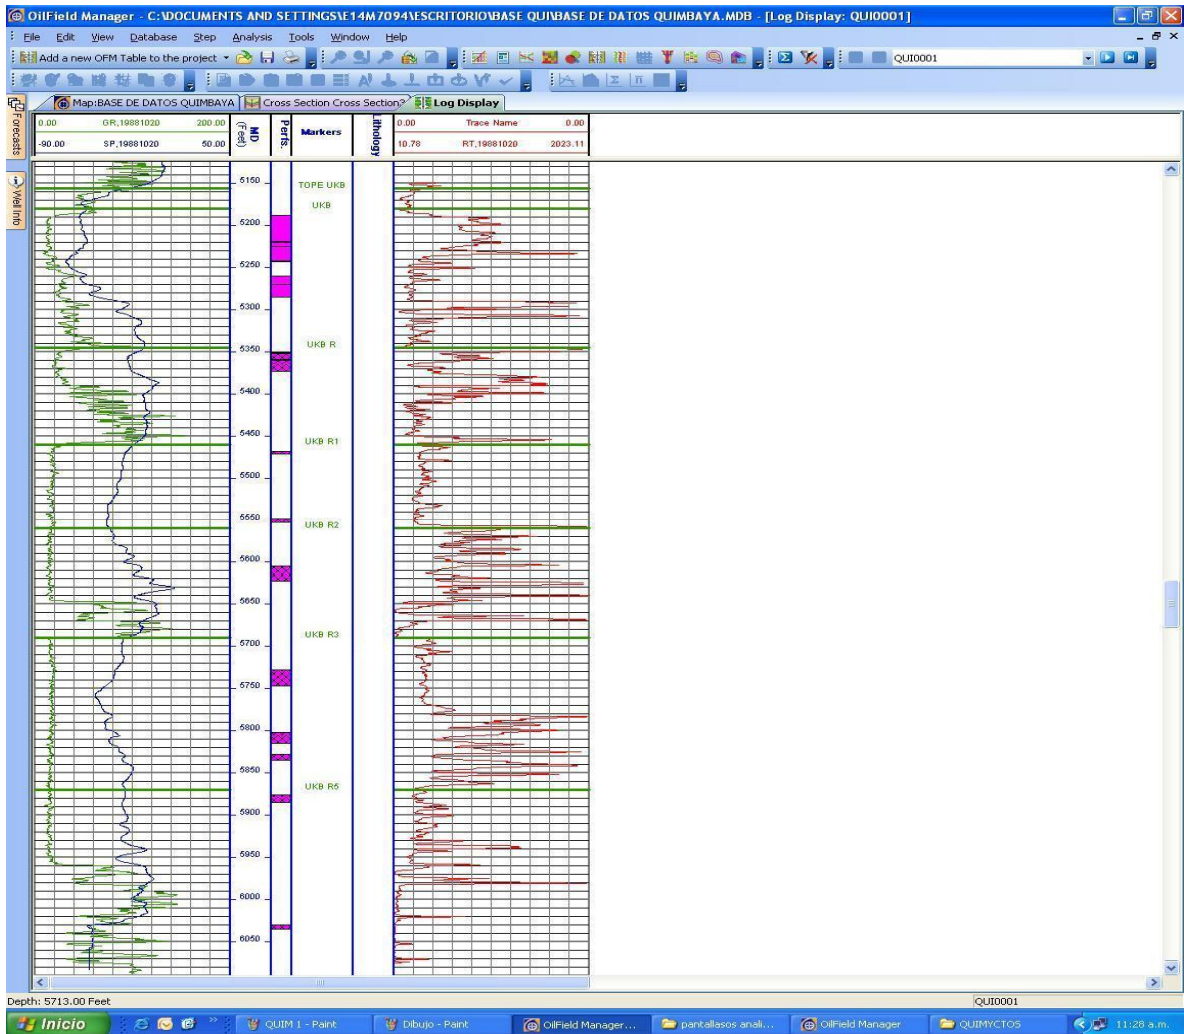 OilField Manager - C:\DOCUMENTS AND SETTINGS\E14M7094\ESCRITORIO\BASE QUI\BASE DE DATOS QUIMBAYA.MDB - [Log Display: QUI0001]
File Edit View Database Step Analysis Tools Window Help
Add a new OFM Table to the project
QUI0001
Map:BASE DE DATOS QUIMBAYA Cross Section Cross Section? Log Display
Forecasts
Well Info
0.00 GR,19881020 200.00
-90.00 SP,19881020 50.00
MD (Feet)
Perfs.
Markers
Lithology
0.00 Trace Name 0.00
10.78 RT,19881020 2023.11
5150
TOPE UKB
UKB
5200
5250
5300
UKB R
5350
5400
UKB R1
5450
5500
UKB R2
5550
5600
5650
UKB R3
5700
5750
5800
5850
UKB R5
5900
5950
6000
6050
Depth: 5713.00 Feet QUI0001
Inicio QUIM 1 - Paint Dibujo - Paint OilField Manager... pantallasos anali... OilField Manager QUIMYCTOS 11:28 a.m.